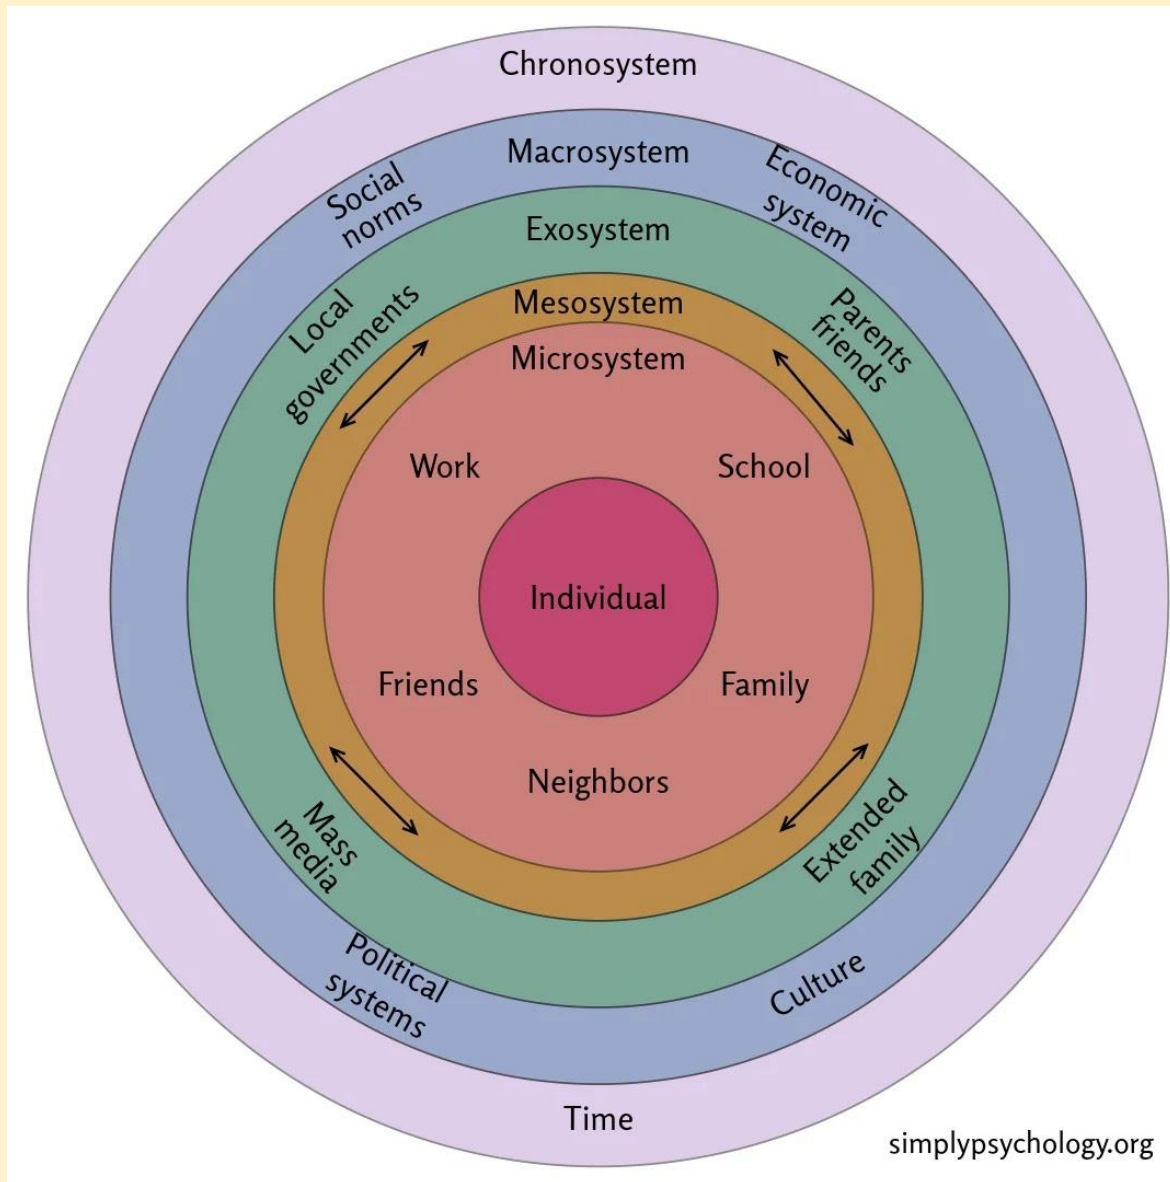 Chronosystem
Macrosystem
Social
norms
Economic
system
Exosystem
Local
governments
Parents
friends
Mesosystem
Microsystem
Work
School
Individual
Friends
Family
Neighbors
Mass
media
Extended
family
Political
systems
Culture
Time
simplypsychology.org